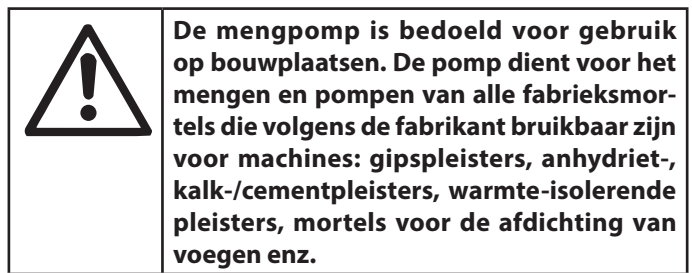 De mengpomp is bedoeld voor gebruik
op bouwplaatsen. De pomp dient voor het
mengen en pompen van alle fabrieksmor-
tels die volgens de fabrikant bruikbaar zijn
voor machines: gipspleisters, anhydriet-,
kalk-/cementpleisters, warmte-isolerende
pleisters, mortels voor de afdichting van
voegen enz.